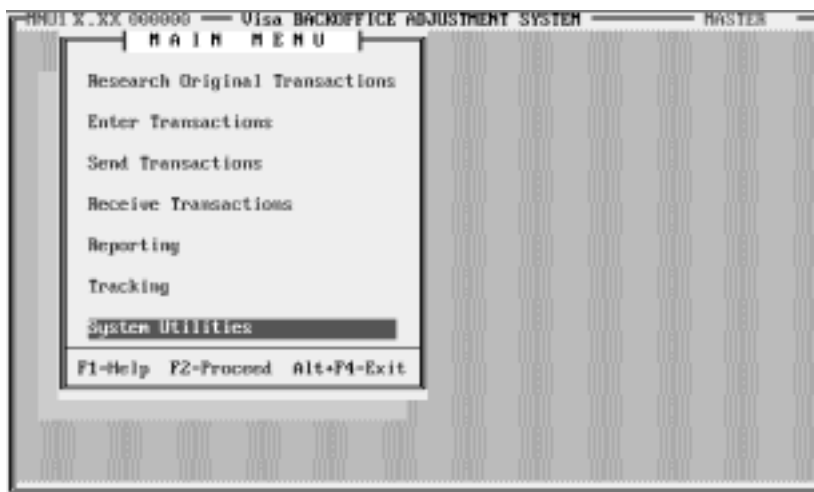 MNU1 X.XX 000000 Visa BACKOFFICE ADJUSTMENT SYSTEM MASTER
MAIN MENU
Research Original Transactions
Enter Transactions
Send Transactions
Receive Transactions
Reporting
Tracking
System Utilities
F1-Help F2-Proceed Alt+F4-Exit